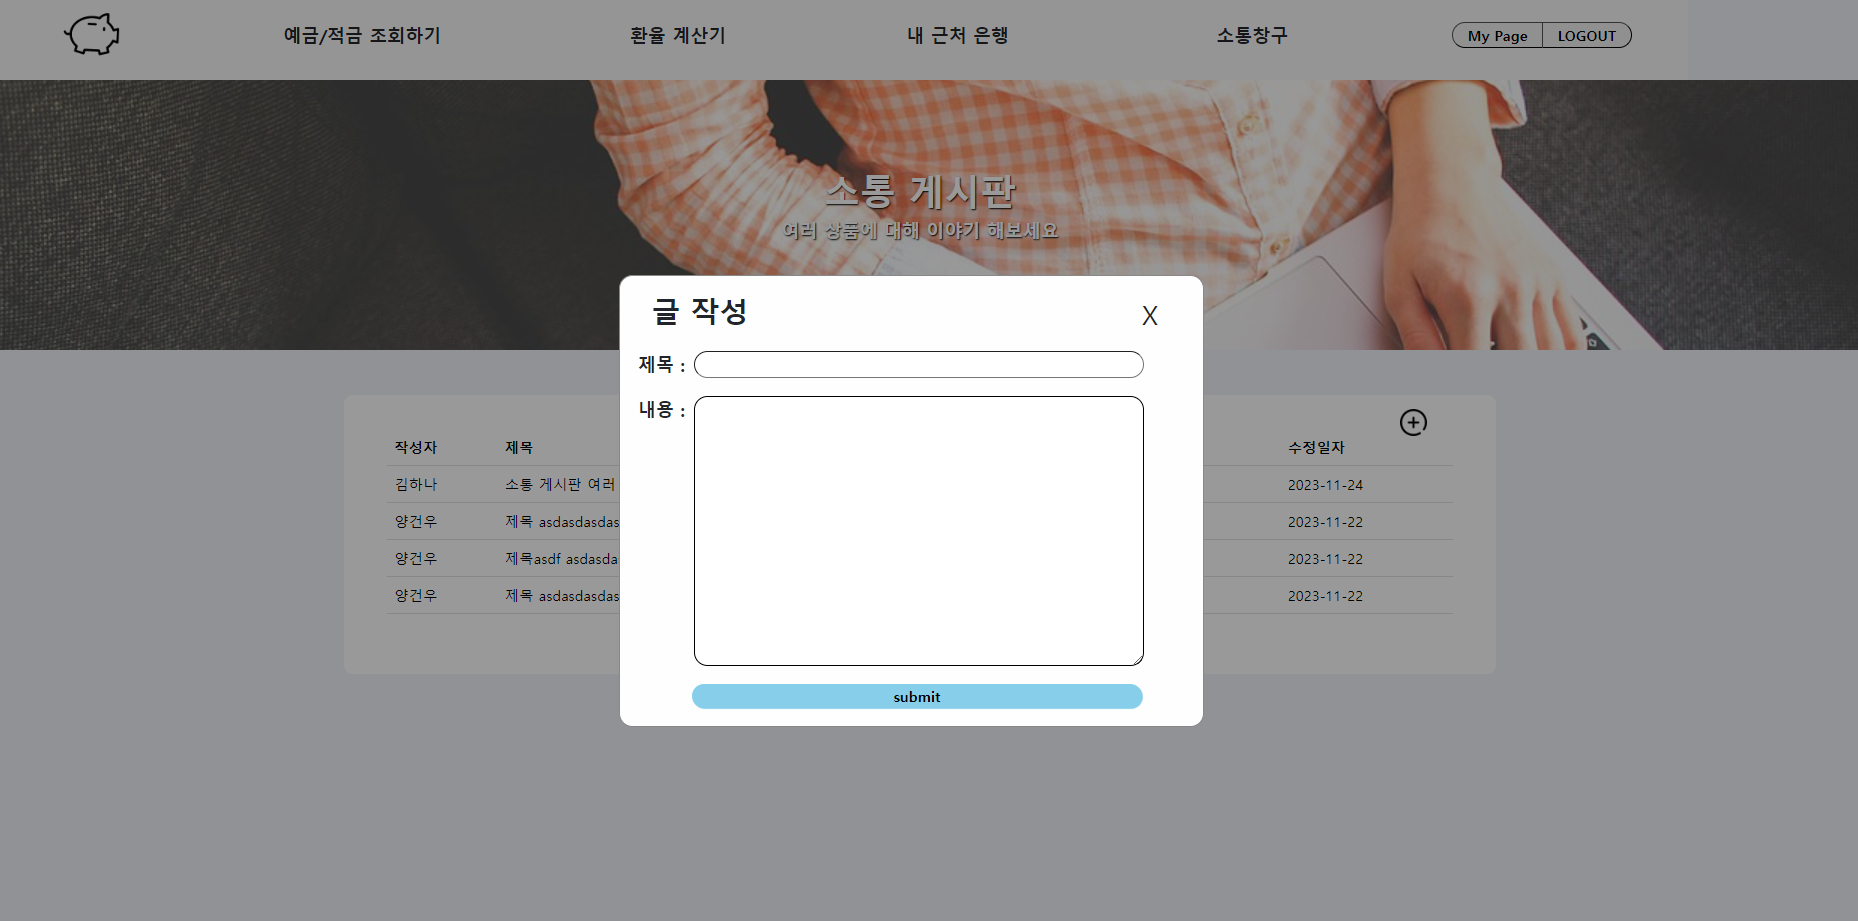 예금/적금 조회하기 환율 계산기 내 근처 은행 소통창구 My Page LOGOUT
소통 게시판
여러 상품에 대해 이야기 해보세요
글 작성 X
제목 :
내용 :
작성자 제목 수정일자
김하나 소통 게시판 여러 2023-11-24
양건우 제목 asdasdasdas 2023-11-22
양건우 제목asdf asdasda 2023-11-22
양건우 제목 asdasdasdas 2023-11-22
submit